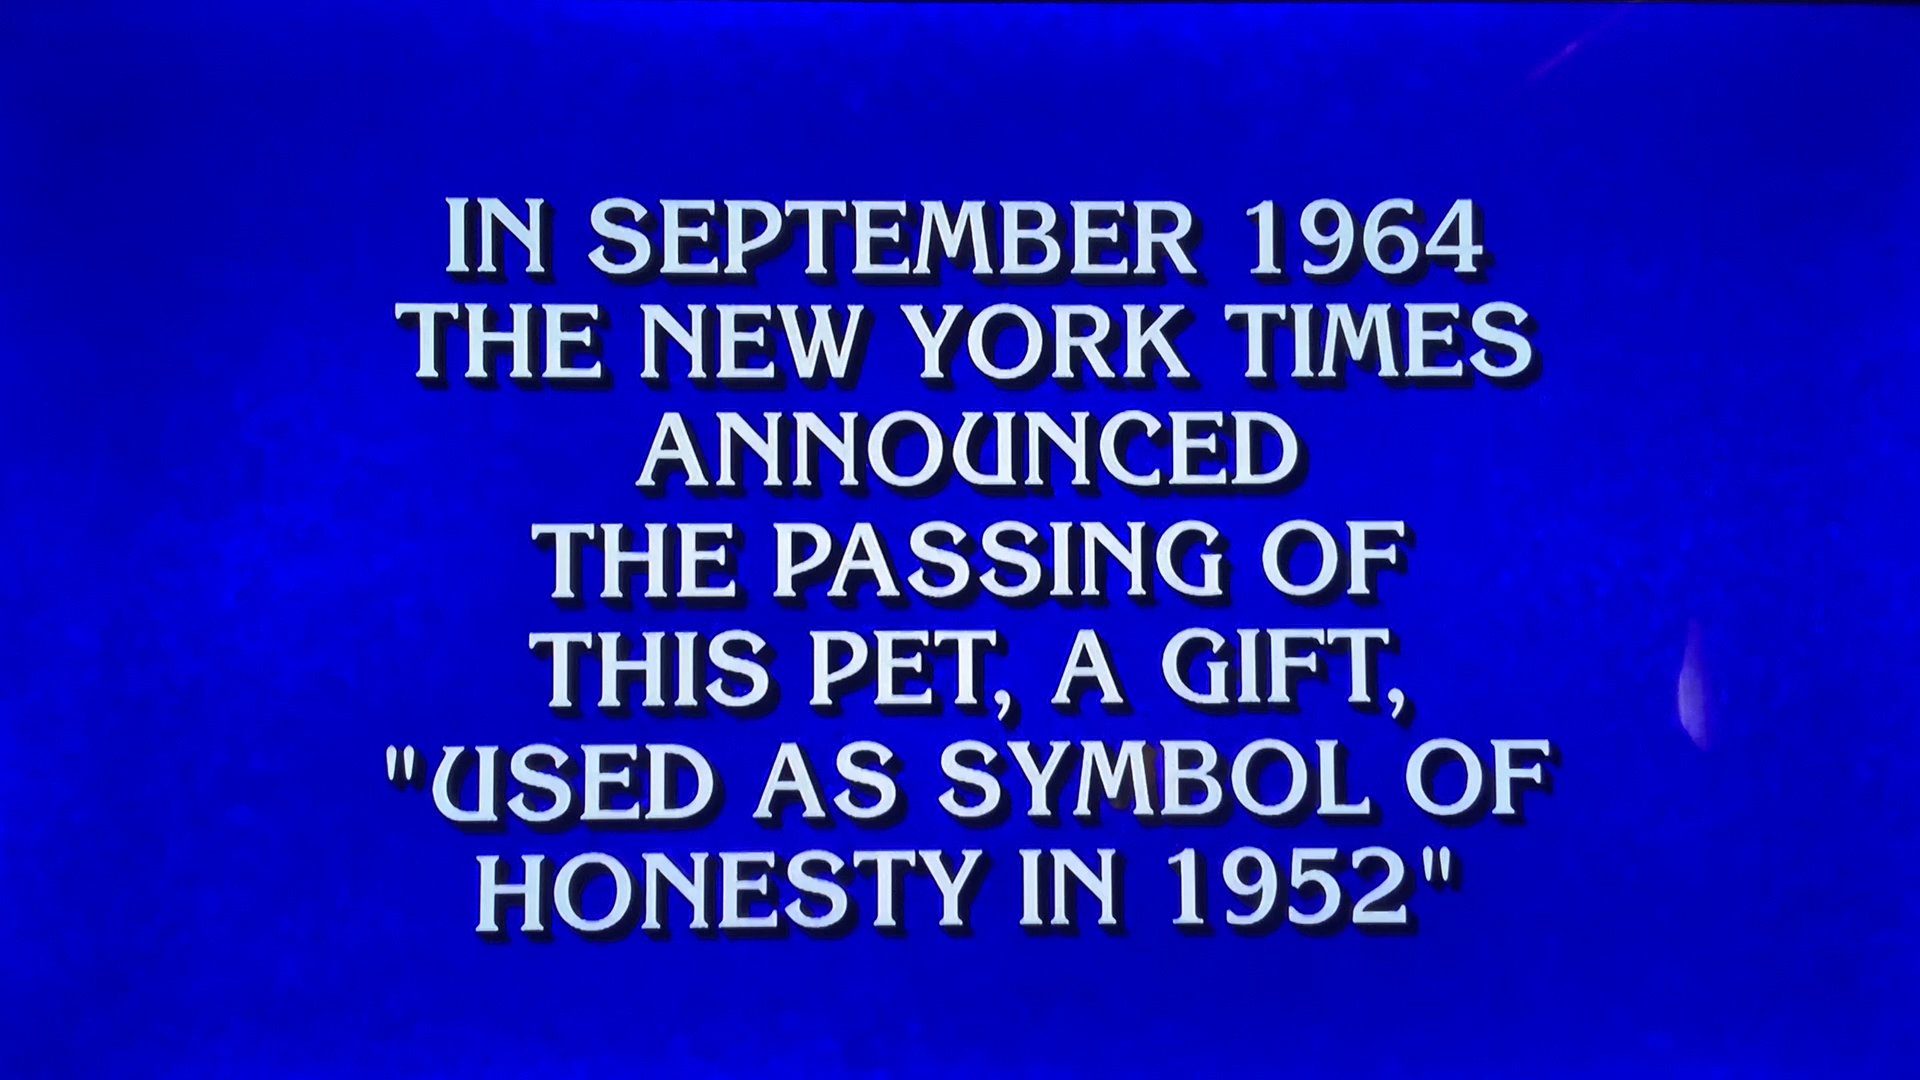 IN SEPTEMBER 1964
THE NEW YORK TIMES
ANNOUNCED
THE PASSING OF
THIS PET, A GIFT,
"USED AS SYMBOL OF
HONESTY IN 1952"